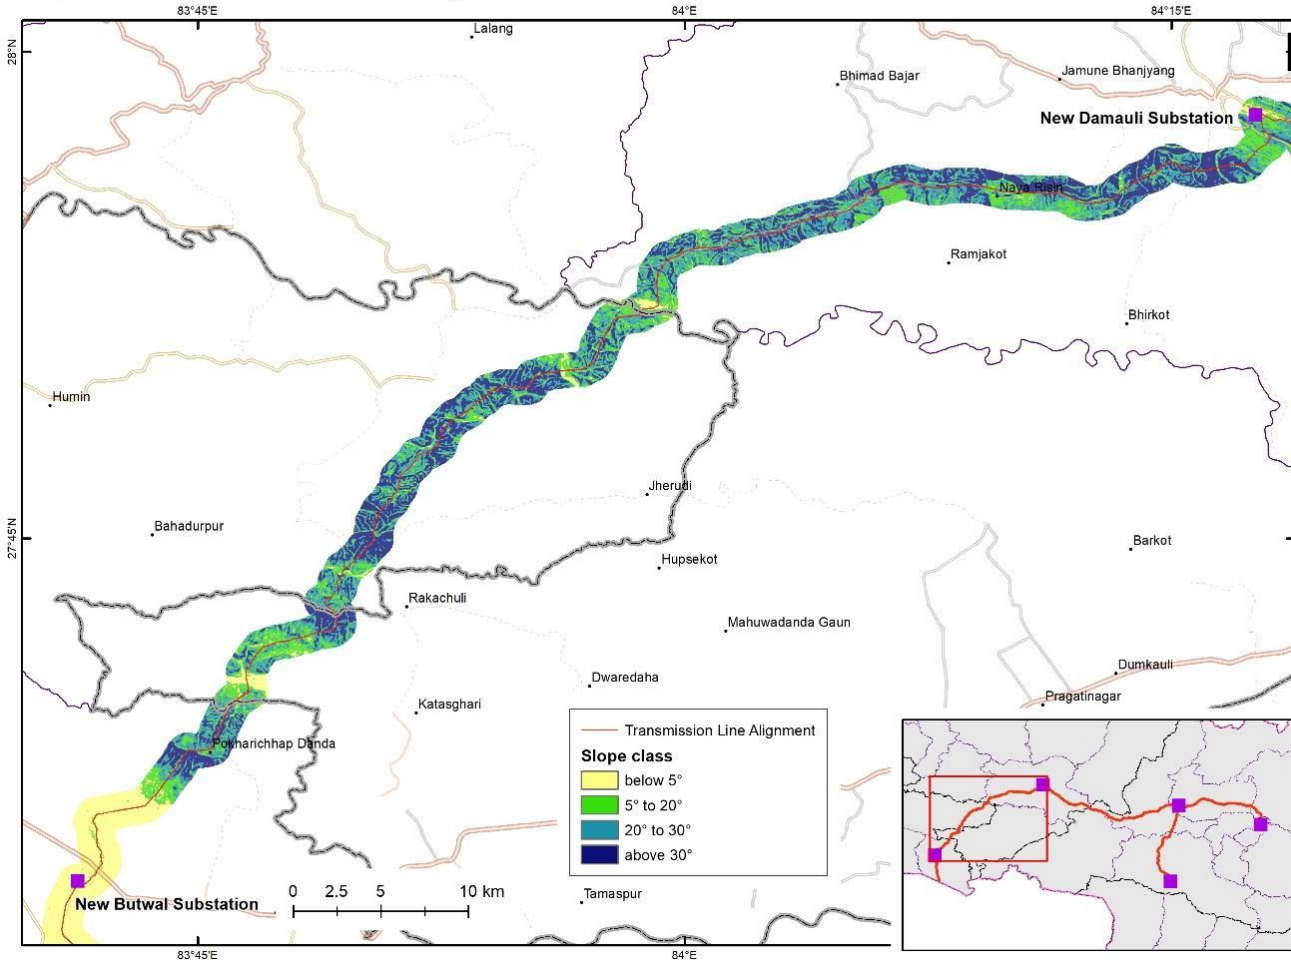 83°45'E
84°E
84°15'E
28°N
Lalang
Bhimad Bajar
Jamune Bhanjyang
New Damauli Substation
Naya Risin
Ramjakot
Bhirkot
Humin
Jherudi
Bahadurpur
27°45'N
Barkot
Hupsekot
Rakachuli
Mahuwadanda Gaun
Dumkauli
Dwaredaha
Pragatinagar
Katasghari
Pokharichhap Danda
Transmission Line Alignment
Slope class
below 5°
5° to 20°
20° to 30°
above 30°
New Butwal Substation
0 2.5 5 10 km
Tamaspur
83°45'E
84°E